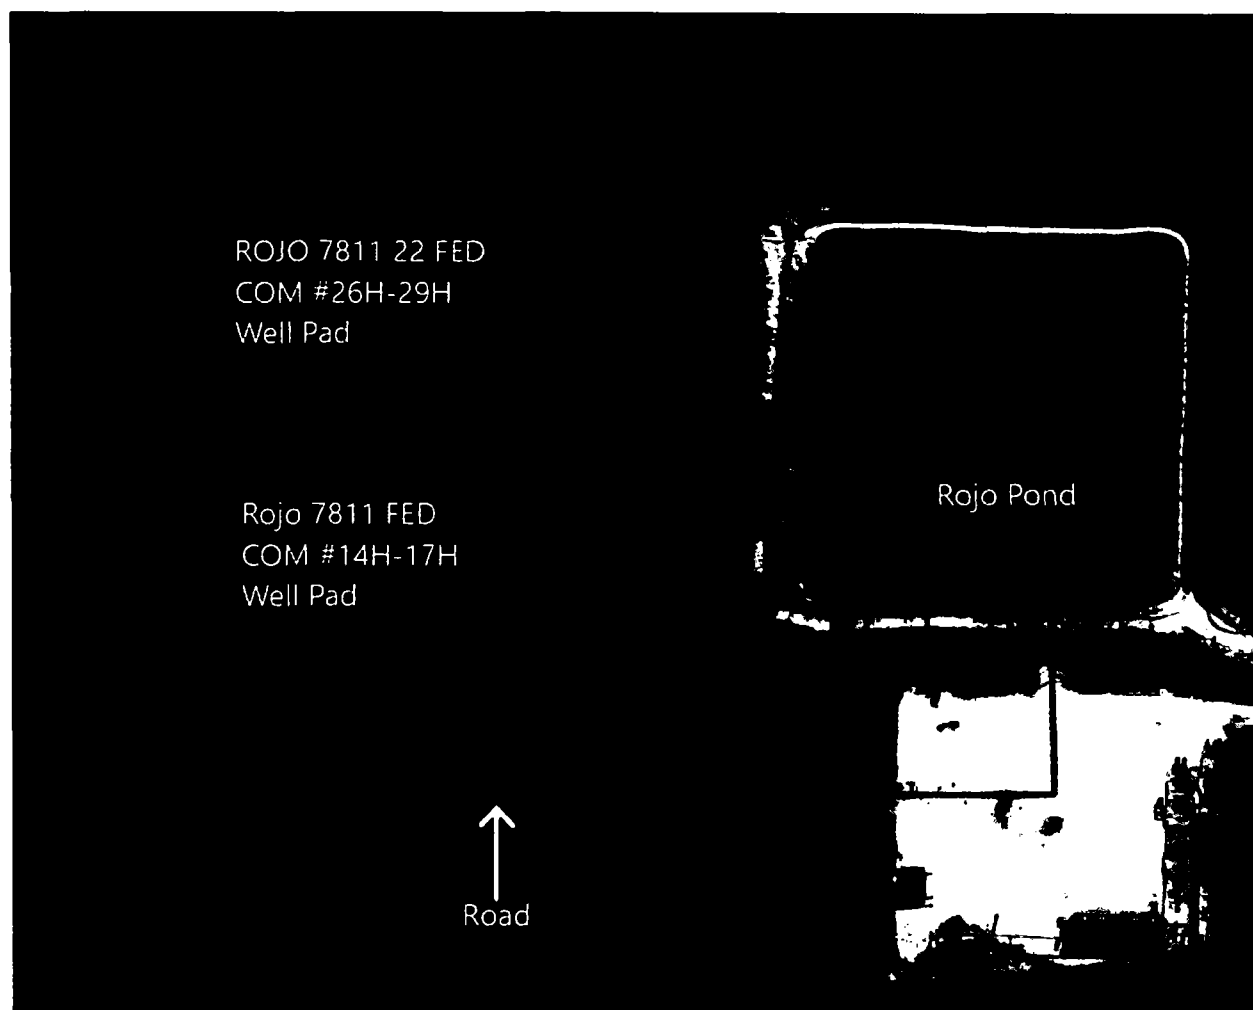 ROJO 7811 22 FED
COM #26H-29H
Well Pad
Rojo Pond
Rojo 7811 FED
COM #14H-17H
Well Pad
Road